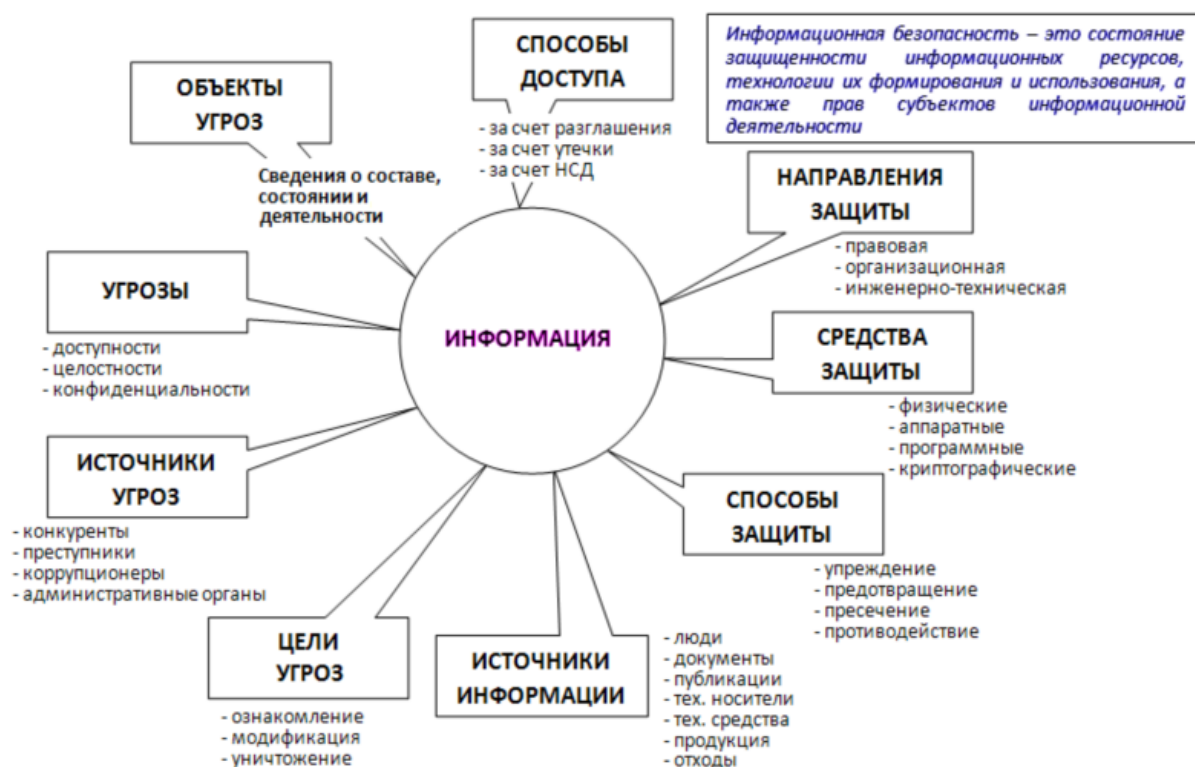 СПОСОБЫ
ДОСТУПА
- за счет разглашения
- за счет утечки
- за счет НСД
Информационная безопасность – это состояние
защищенности информационных ресурсов,
технологии их формирования и использования, а
также прав субъектов информационной
деятельности
ОБЪЕКТЫ
УГРОЗ
Сведения о составе,
состоянии и
деятельности
НАПРАВЛЕНИЯ
ЗАЩИТЫ
- правовая
- организационная
- инженерно-техническая
УГРОЗЫ
- доступности
- целостности
- конфиденциальности
ИНФОРМАЦИЯ
СРЕДСТВА
ЗАЩИТЫ
- физические
- аппаратные
- программные
- криптографические
ИСТОЧНИКИ
УГРОЗ
- конкуренты
- преступники
- коррупционеры
- административные органы
СПОСОБЫ
ЗАЩИТЫ
- упреждение
- предотвращение
- пресечение
- противодействие
ЦЕЛИ
УГРОЗ
- ознакомление
- модификация
- уничтожение
ИСТОЧНИКИ
ИНФОРМАЦИИ
- люди
- документы
- публикации
- тех. носители
- тех. средства
- продукция
- отходы